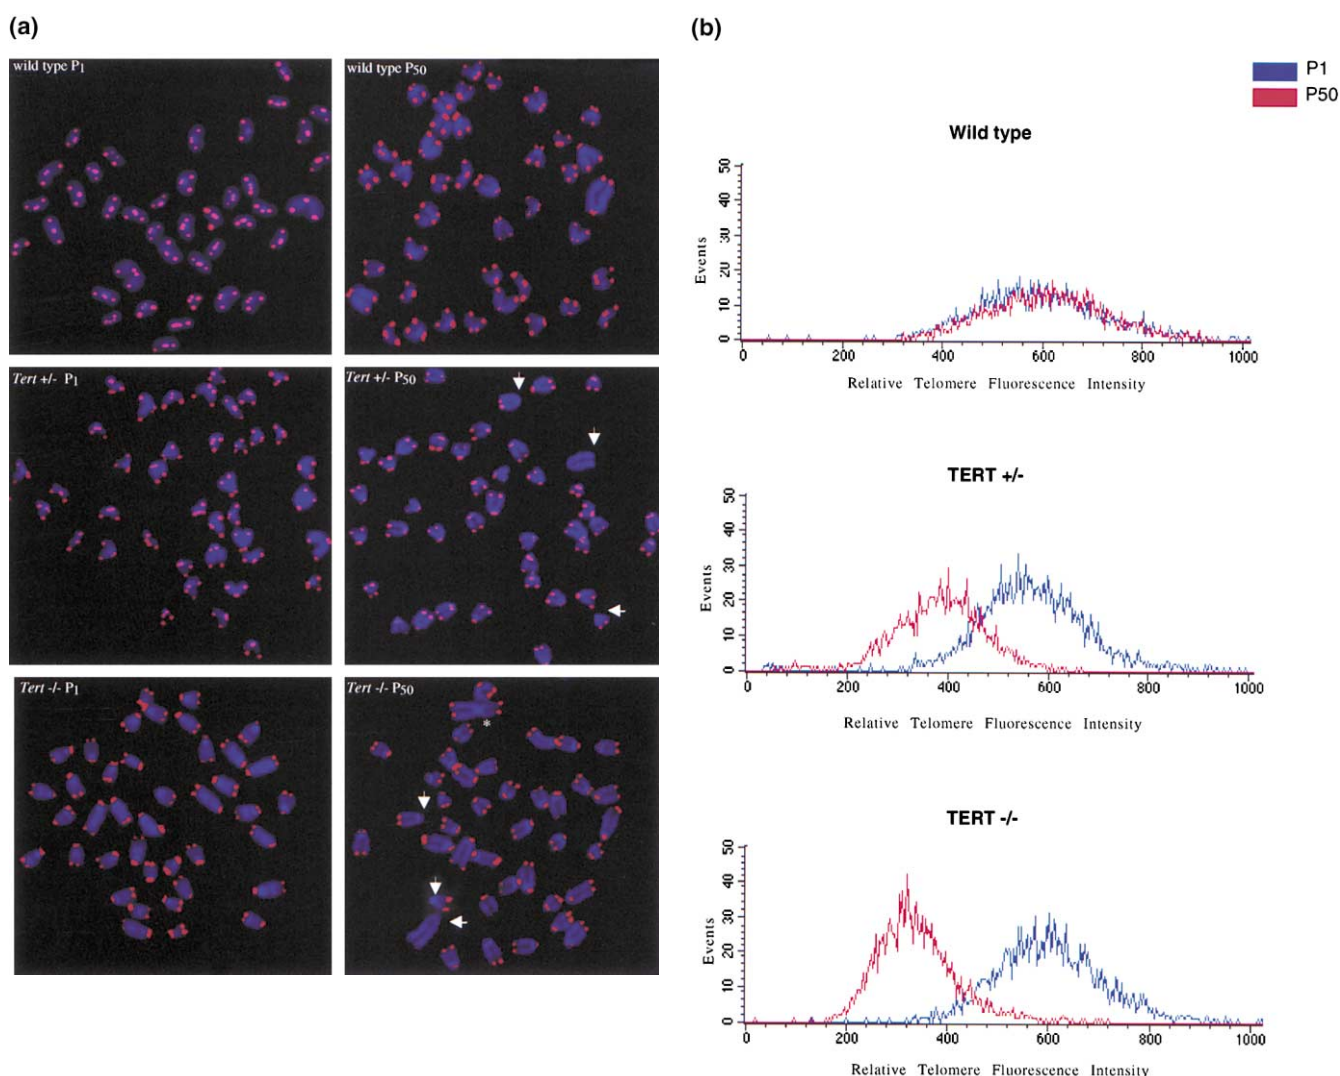 (a)
wild type P1
wild type P50
Tert +/- P1
Tert +/- P50
Tert -/- P1
Tert -/- P50
*
(b)
P1
P50
Wild type
50
40
30
20
10
0
Events
0 200 400 600 800 1000
Relative Telomere Fluorescence Intensity
TERT +/-
50
40
30
20
10
0
Events
0 200 400 600 800 1000
Relative Telomere Fluorescence Intensity
TERT -/-
50
40
30
20
10
0
Events
0 200 400 600 800 1000
Relative Telomere Fluorescence Intensity